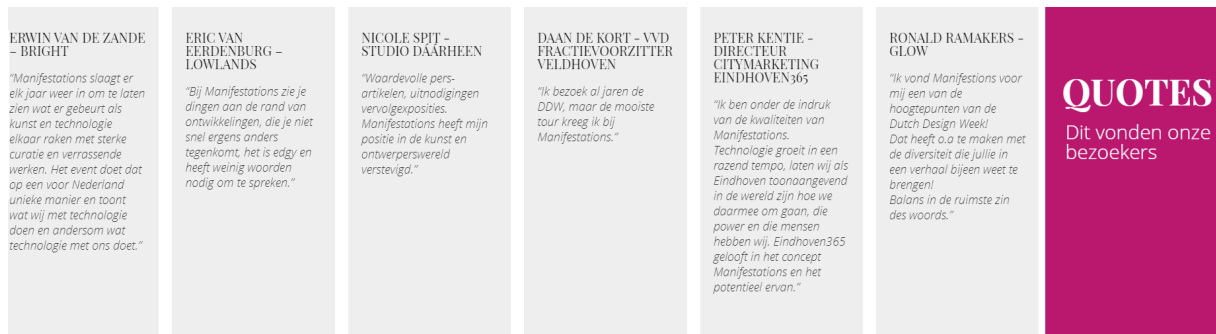 ERWIN VAN DE ZANDE
– BRIGHT
“Manifestations slaagt er
elk jaar weer in om te laten
zien wat er gebeurt als
kunst en technologie
elkaar raken met sterke
curatie en verrassende
werken. Het event doet dat
op een voor Nederland
unieke manier en toont
wat wij met technologie
doen en andersom wat
technologie met ons doet.”
ERIC VAN
EERDENBURG –
LOWLANDS
“Bij Manifestations zie je
dingen aan de rand van
ontwikkelingen, die je niet
snel ergens anders
tegenkomt, het is edgy en
heeft weinig woorden
nodig om te spreken.”
NICOLE SPIT –
STUDIO DAARHEEN
“Waardevolle pers-
artikelen, uitnodigingen
vervolgexposities.
Manifestations heeft mijn
positie in de kunst en
ontwerperswereld
verstevigd.”
DAAN DE KORT – VVD
FRACTIEVOORZITTER
VELDHOVEN
“Ik bezoek al jaren de
DDW, maar de mooiste
tour kreeg ik bij
Manifestations.”
PETER KENTIE –
DIRECTEUR
CITYMARKETING
EINDHOVEN365
“Ik ben onder de indruk
van de kwaliteiten van
Manifestations.
Technologie groeit in een
razend tempo, laten wij als
Eindhoven toonaangevend
in de wereld zijn hoe we
daarmee om gaan, die
power en die mensen
hebben wij. Eindhoven365
gelooft in het concept
Manifestations en het
potentieel ervan.”
RONALD RAMAKERS –
GLOW
“Ik vond Manifestions voor
mij een van de
hoogtepunten van de
Dutch Design Week!
Dat heeft o.a te maken met
de diversiteit die jullie in
een verhaal bijeen weet te
brengen!
Balans in de ruimste zin
des woords.”
QUOTES
Dit vonden onze
bezoekers